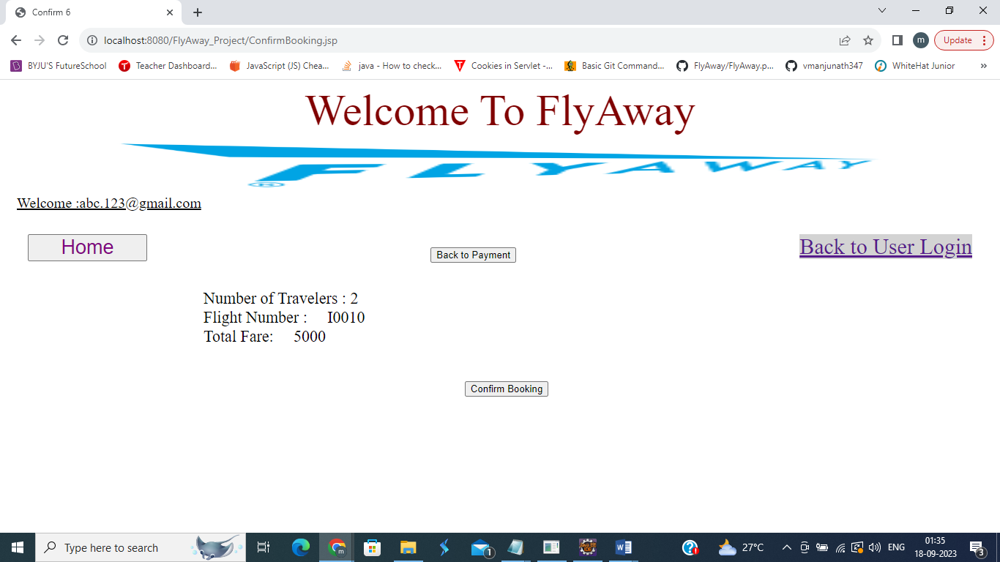 Confirm 6
localhost:8080/FlyAway_Project/ConfirmBooking.jsp
m
Update
BYJU'S FutureSchool
Teacher Dashboard...
JavaScript (JS) Chea...
java - How to check...
Cookies in Servlet -...
Basic Git Command...
FlyAway/FlyAway.p...
vmanjunath347
WhiteHat Junior
»
Welcome To FlyAway
FLYAWAY
®
Welcome :abc.123@gmail.com
Home
Back to Payment
Back to User Login
Number of Travelers : 2
Flight Number : I0010
Total Fare: 5000
Confirm Booking
Type here to search
27°C
ENG
01:35
18-09-2023
3